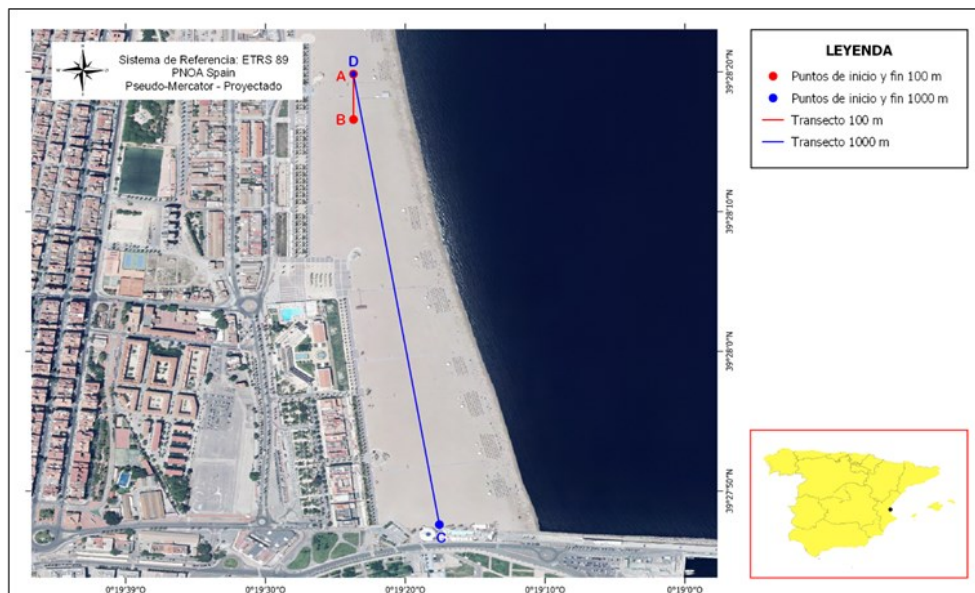 Sistema de Referencia: ETRS 89
PNOA Spain
Pseudo-Mercator - Proyectado
D
A
B
C
39°28'20"N
39°28'10"N
39°28'0"N
39°27'50"N
0°19'39"O
0°19'30"O
0°19'20"O
0°19'10"O
0°19'0"O
LEYENDA
Puntos de inicio y fin 100 m
Puntos de inicio y fin 1000 m
Transecto 100 m
Transecto 1000 m